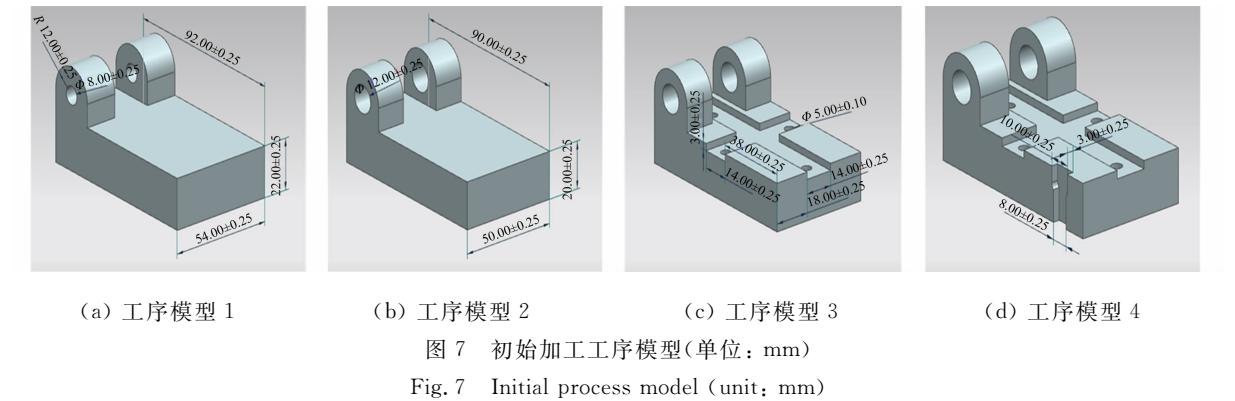 R 12.00±0.25
Φ 8.00±0.25
92.00±0.25
22.00±0.25
54.00±0.25
Φ 12.00±0.25
90.00±0.25
20.00±0.25
50.00±0.25
3.00±0.25
Φ 5.00±0.10
38.00±0.25
14.00±0.25
14.00±0.25
18.00±0.25
10.00±0.25
3.00±0.25
8.00±0.25
(a) 工序模型 1 (b) 工序模型 2 (c) 工序模型 3 (d) 工序模型 4
图 7 初始加工工序模型(单位: mm)
Fig. 7 Initial process model (unit: mm)